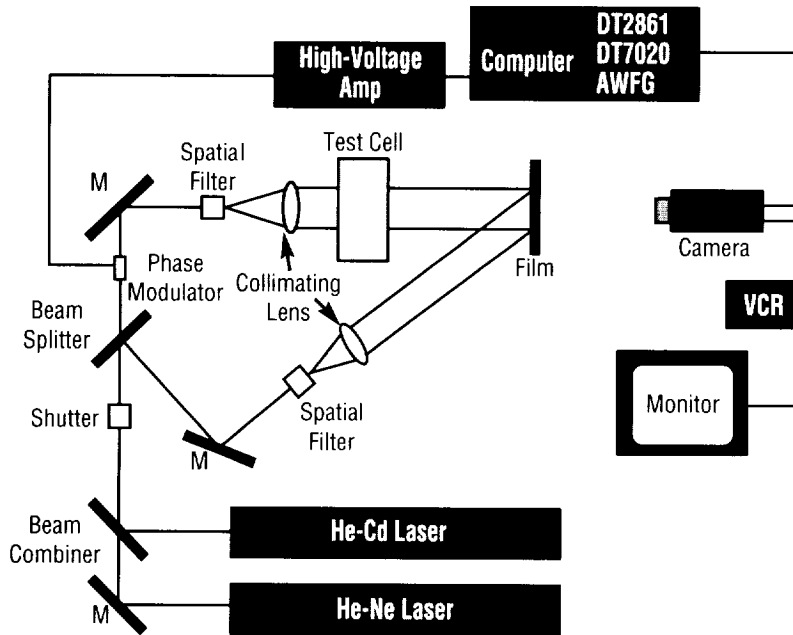 DT2861
High-Voltage
Amp
Computer
DT7020
AWFG
Test Cell
Spatial
Filter
M
Camera
Film
Phase
Modulator
Collimating
Lens
Beam
Splitter
VCR
Monitor
Shutter
Spatial
Filter
M
Beam
Combiner
He-Cd Laser
M
He-Ne Laser